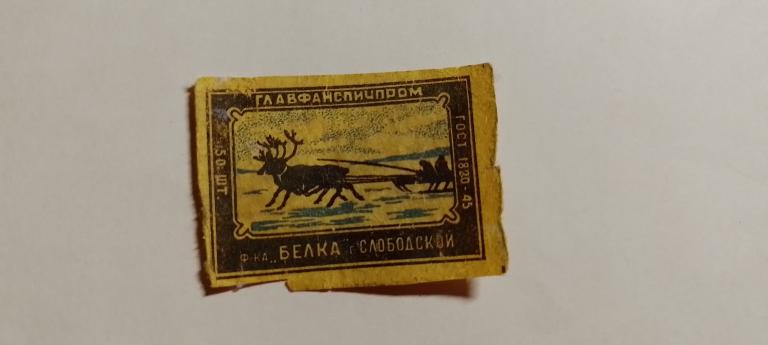 ГЛАВФАНСПИЧПРОМ
50 ШТ.
ГОСТ 1820-45
Ф-КА „БЕЛКА" г. СЛОБОДСКОЙ